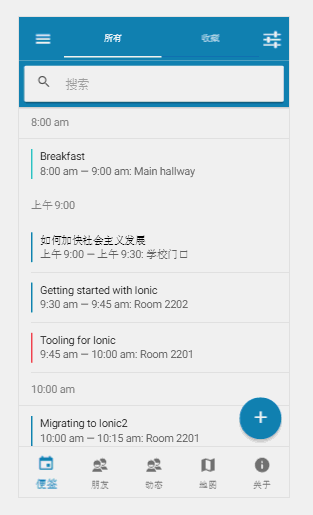 所有 收藏
搜索
8:00 am
Breakfast
8:00 am — 9:00 am: Main hallway
上午 9:00
如何加快社会主义发展
上午 9:00 — 上午 9:30: 学校门口
Getting started with Ionic
9:30 am — 9:45 am: Room 2202
Tooling for Ionic
9:45 am — 10:00 am: Room 2201
10:00 am
Migrating to Ionic2
10:00 am — 10:15 am: Room 2201
便签 朋友 动态 地图 关于